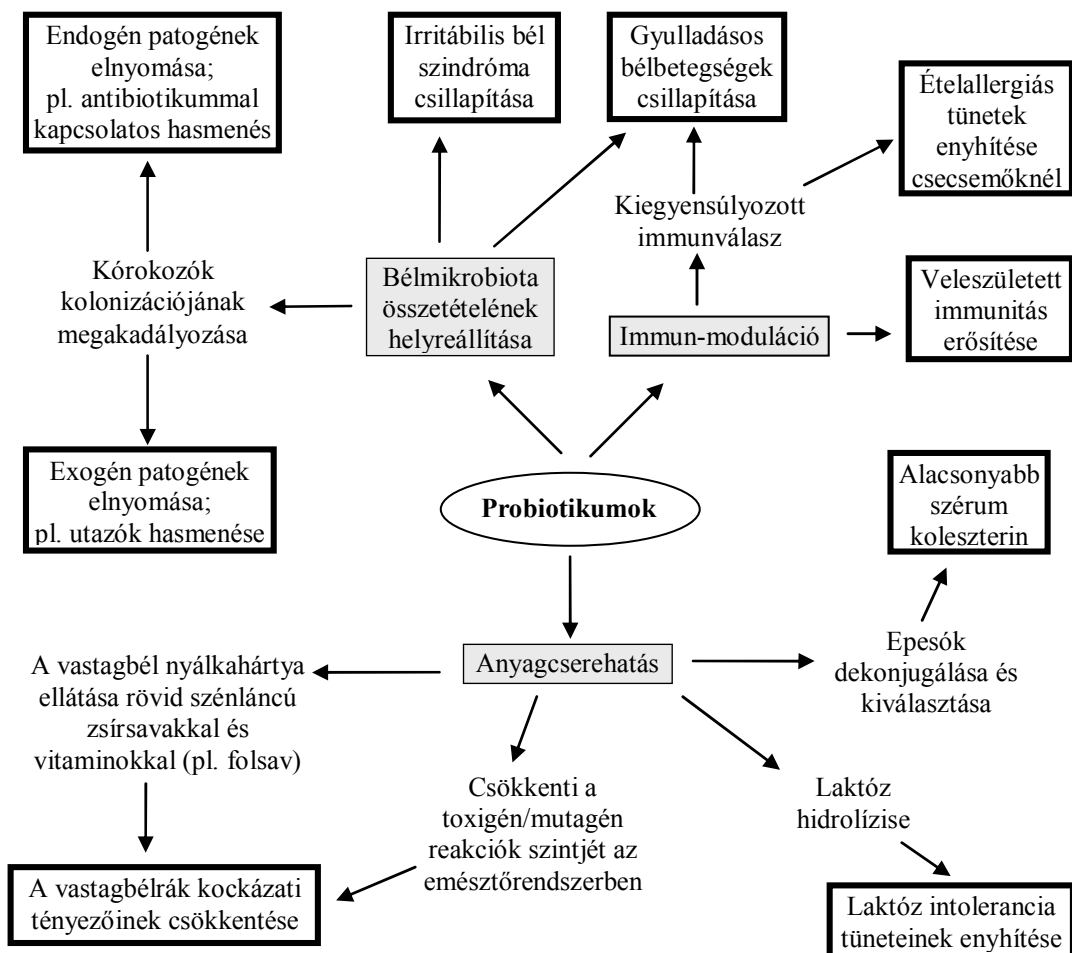 Endogén patogének
elnyomása;
pl. antibiotikummal
kapcsolatos hasmenés
Irritábilis bél
szindróma
csillapítása
Gyulladásos
bélbetegségek
csillapítása
Ételallergiás
tünetek
enyhítése
csecsemőknél
Kiegyensúlyozott
immunválasz
Kórokozók
kolonizációjának
megakadályozása
Bélmikrobiota
összetételének
helyreállítása
Immun-moduláció
Veleszületett
immunitás
erősítése
Exogén patogének
elnyomása;
pl. utazók hasmenése
Probiotikumok
Alacsonyabb
szérum
koleszterin
Anyagcserehatás
Epesók
dekonjugálása és
kiválasztása
A vastagbél nyálkahártya
ellátása rövid szénláncú
zsírsavakkal és
vitaminokkal (pl. folsav)
Csökkenti a
toxigén/mutagén
reakciók szintjét az
emésztőrendszerben
Laktóz
hidrolízise
A vastagbélrák kockázati
tényezőinek csökkentése
Laktóz intolerancia
tüneteinek enyhítése